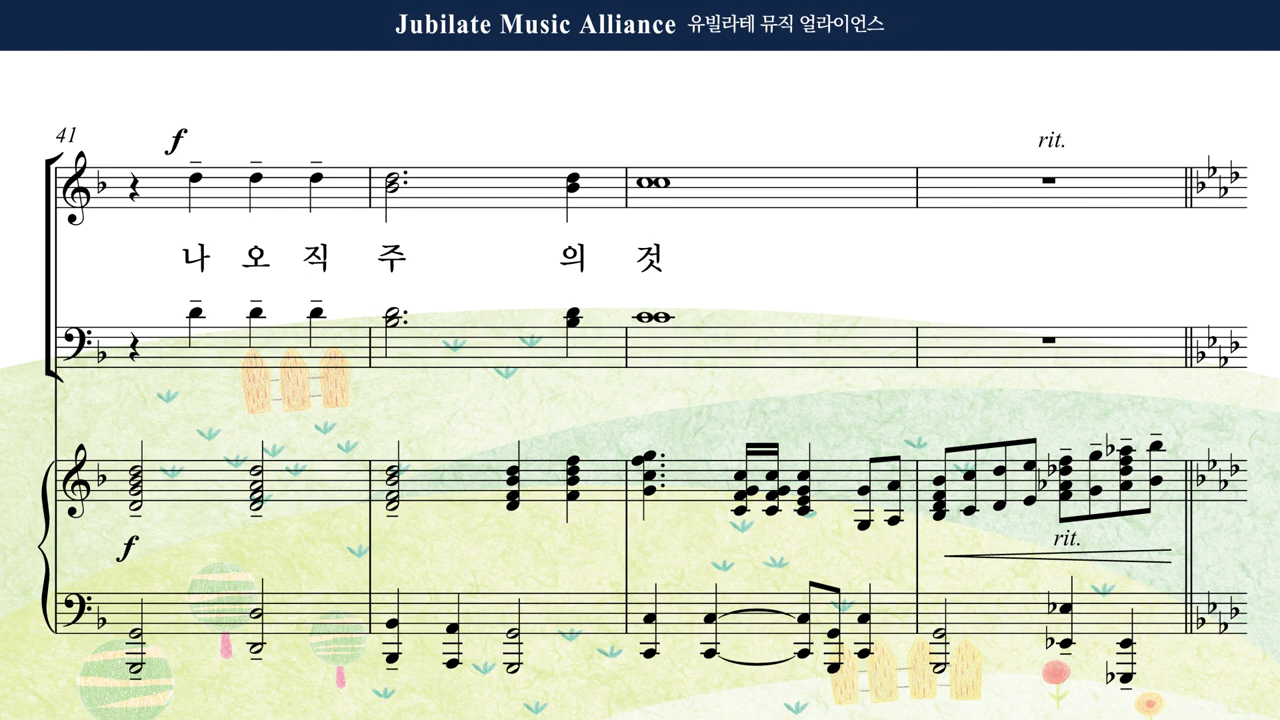 Jubilate Music Alliance 유빌라테 뮤직 얼라이언스
41
f
rit.
나 오 직 주 의 것
f
rit.